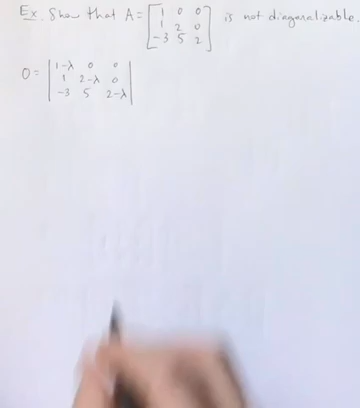 Ex. Show that A = [1 0 0
1 2 0
-3 5 2] is not diagonalizable.
0 = |1-λ 0 0
1 2-λ 0
-3 5 2-λ|